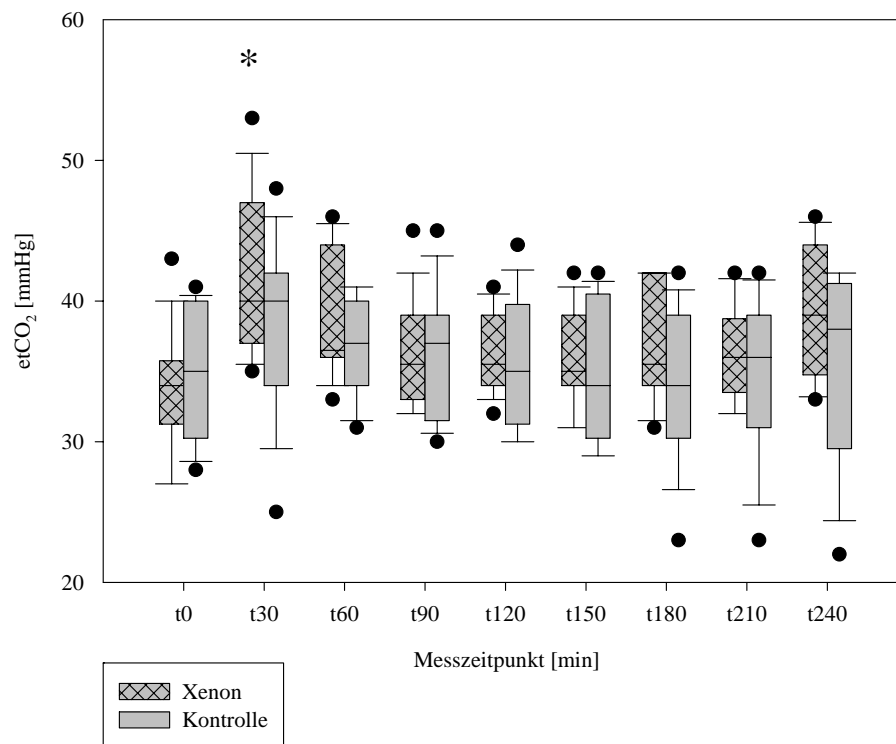 60
*
50
40
30
20
etCO₂ [mmHg]
t0 t30 t60 t90 t120 t150 t180 t210 t240
Messzeitpunkt [min]
Xenon
Kontrolle